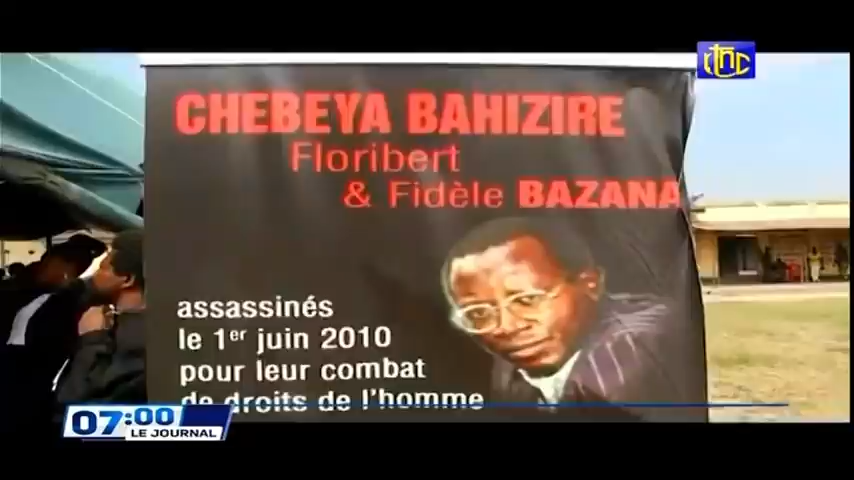 rtnc
CHEBEYA BAHIZIRE
Floribert
& Fidèle BAZANA
assassinés
le 1er juin 2010
pour leur combat
de droits de l'homme
07:00
LE JOURNAL